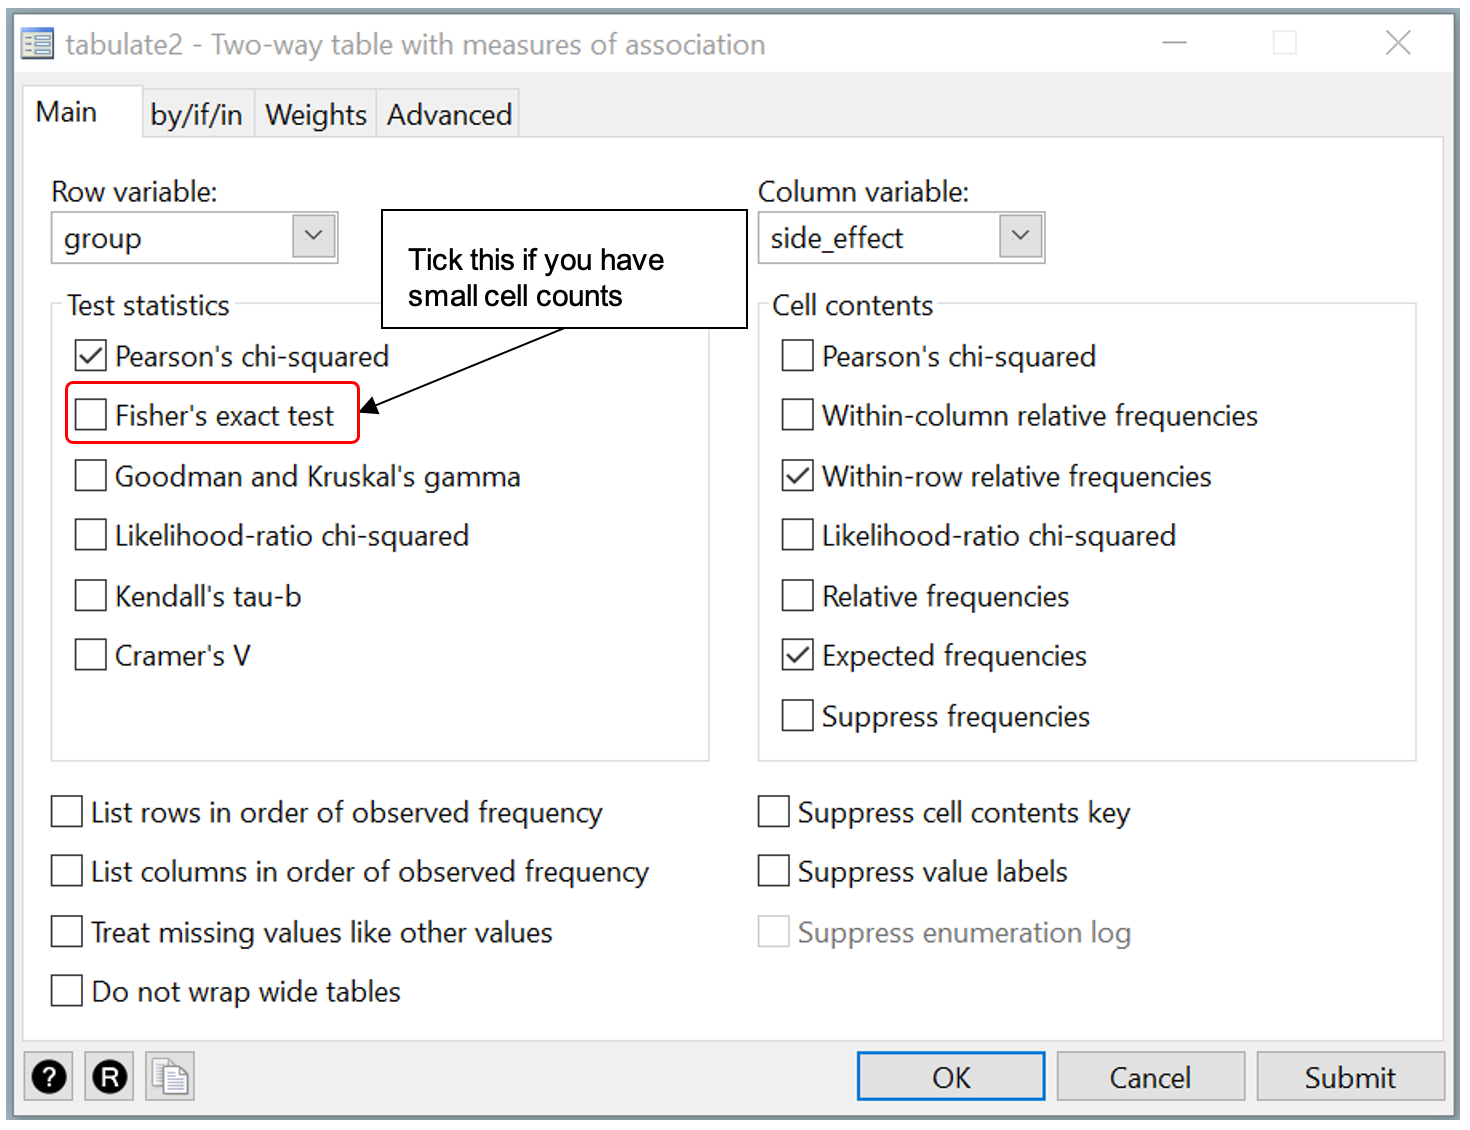 tabulate2 - Two-way table with measures of association
Main
by/if/in
Weights
Advanced
Row variable:
group
Column variable:
side_effect
Tick this if you have
small cell counts
Test statistics
Pearson's chi-squared
Fisher's exact test
Goodman and Kruskal's gamma
Likelihood-ratio chi-squared
Kendall's tau-b
Cramer's V
Cell contents
Pearson's chi-squared
Within-column relative frequencies
Within-row relative frequencies
Likelihood-ratio chi-squared
Relative frequencies
Expected frequencies
Suppress frequencies
List rows in order of observed frequency
List columns in order of observed frequency
Treat missing values like other values
Do not wrap wide tables
Suppress cell contents key
Suppress value labels
Suppress enumeration log
?
R
OK
Cancel
Submit